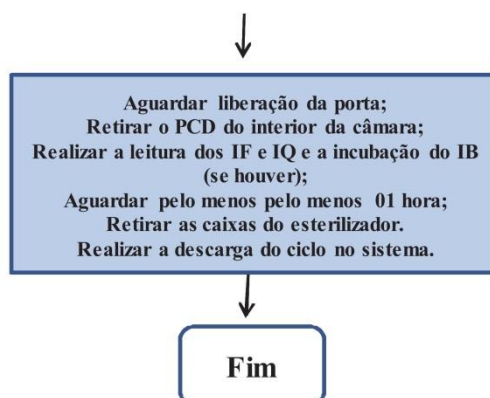 Aguardar liberação da porta;
Retirar o PCD do interior da câmara;
Realizar a leitura dos IF e IQ e a incubação do IB
(se houver);
Aguardar pelo menos pelo menos 01 hora;
Retirar as caixas do esterilizador.
Realizar a descarga do ciclo no sistema.
Fim